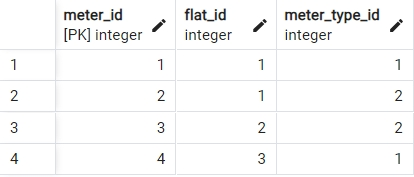 meter_id flat_id meter_type_id
[PK] integer integer integer
1 1 1 1
2 2 1 2
3 3 2 2
4 4 3 1